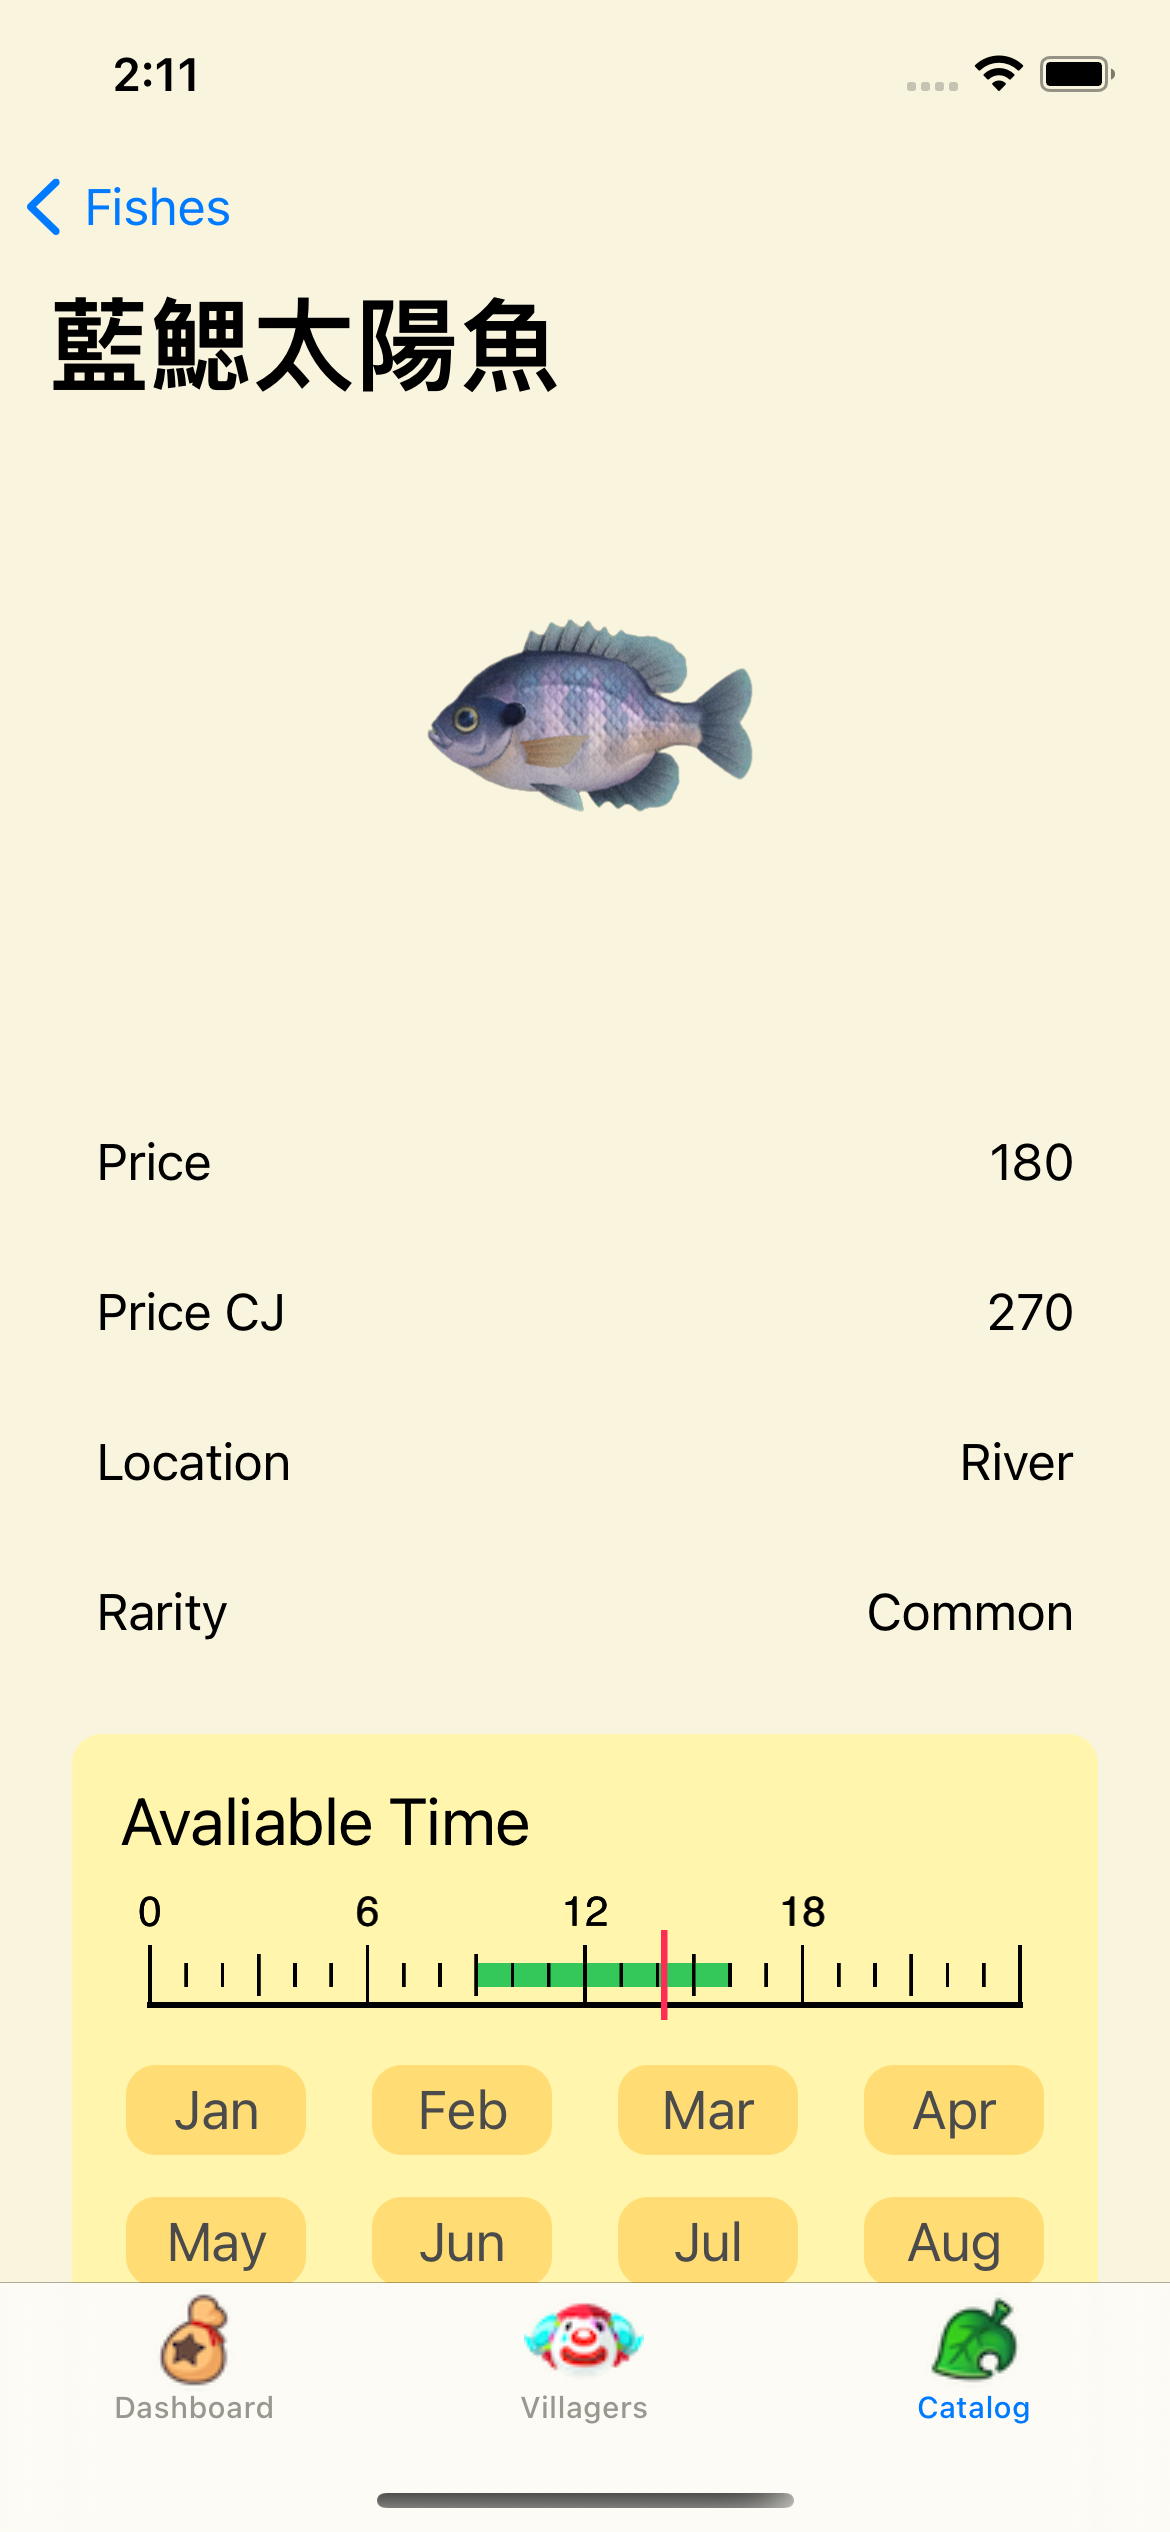 2:11
Fishes
藍鰓太陽魚
Price 180
Price CJ 270
Location River
Rarity Common
Avaliable Time
0 6 12 18
Jan Feb Mar Apr
May Jun Jul Aug
Dashboard Villagers Catalog